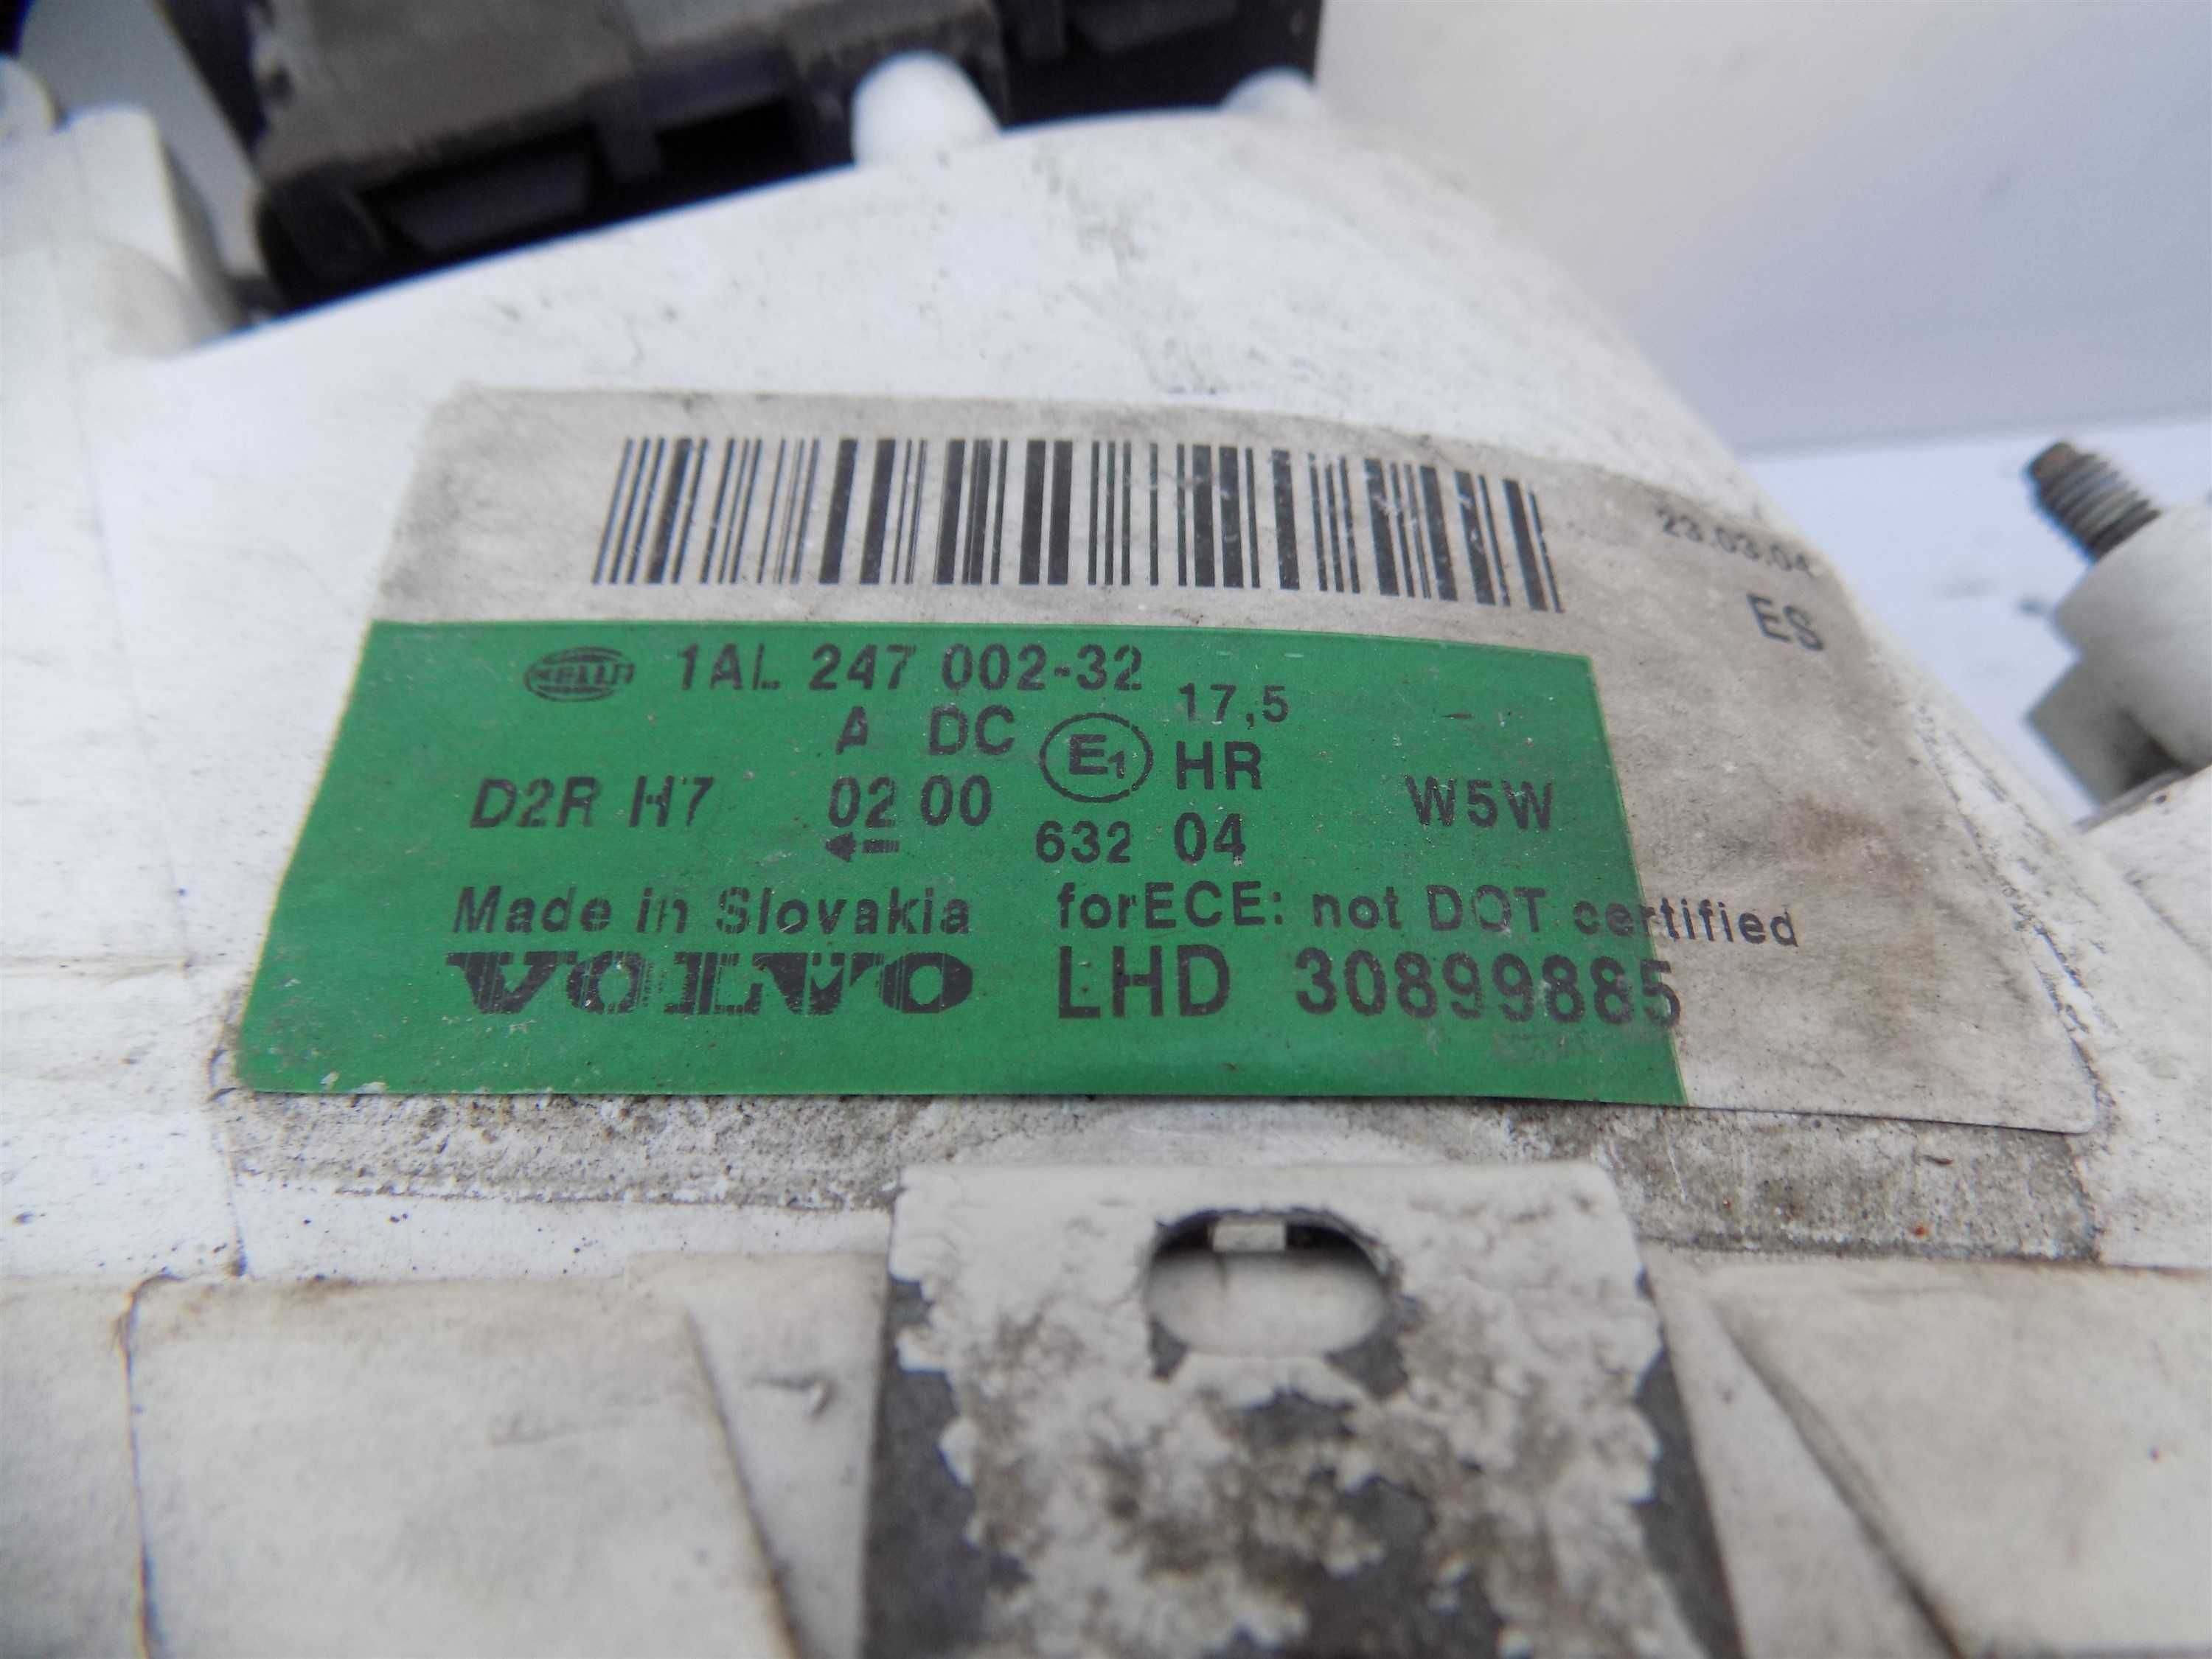 23.03.04
ES
HELLA 1AL 247 002-32
A DC E1 17,5
HR
D2R H7 02 00 W5W
← 632 04
Made in Slovakia forECE: not DOT certified
VOLVO LHD 30899885